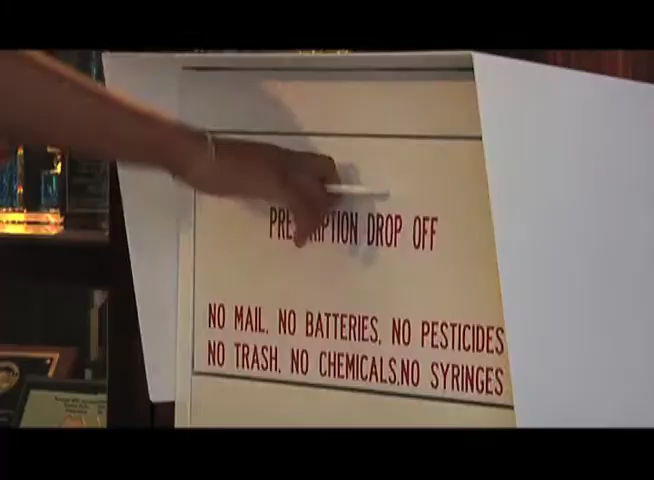 PRESCRIPTION DROP OFF
NO MAIL, NO BATTERIES, NO PESTICIDES
NO TRASH, NO CHEMICALS,NO SYRINGES